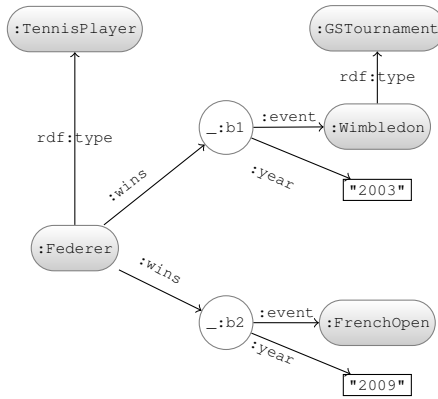 :TennisPlayer
:GSTournament
rdf:type
rdf:type
_:b1
:event
:Wimbledon
:wins
:year
"2003"
:Federer
:wins
_:b2
:event
:FrenchOpen
:year
"2009"